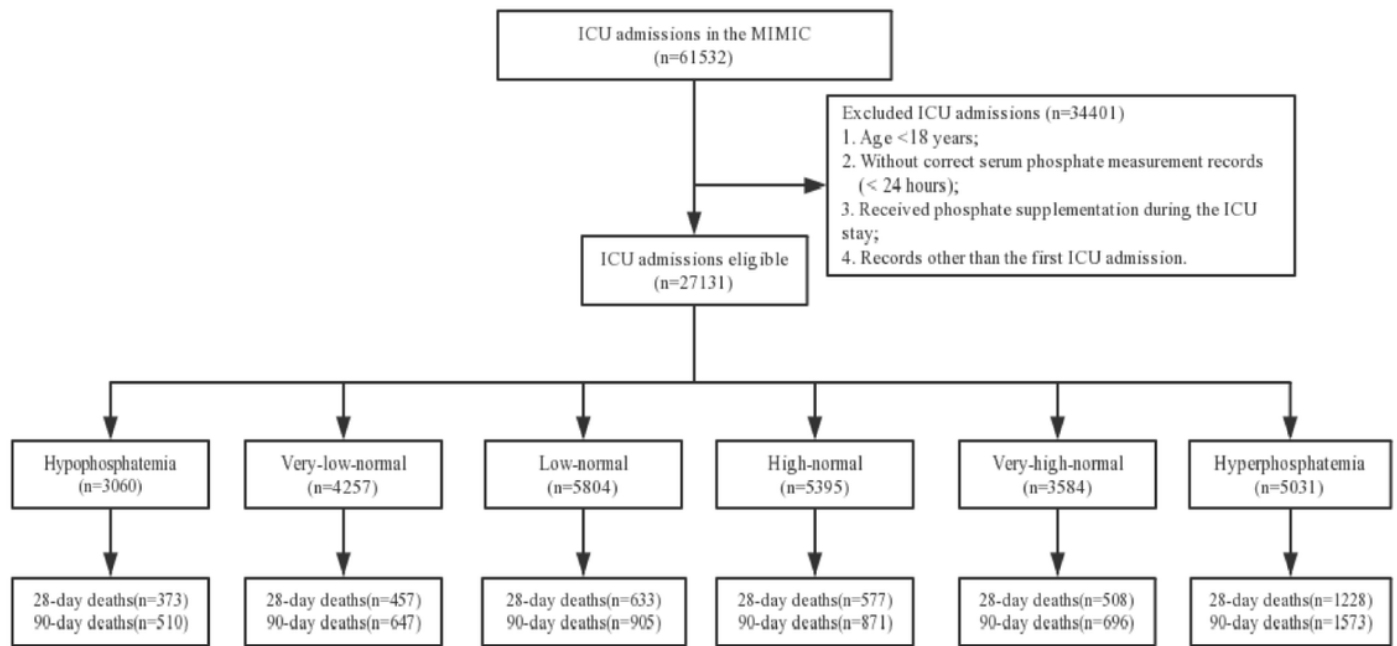 ICU admissions in the MIMIC
(n=61532)
Excluded ICU admissions (n=34401)
1. Age <18 years;
2. Without correct serum phosphate measurement records
(< 24 hours);
3. Received phosphate supplementation during the ICU
stay;
4. Records other than the first ICU admission.
ICU admissions eligible
(n=27131)
Hypophosphatemia
(n=3060)
Very-low-normal
(n=4257)
Low-normal
(n=5804)
High-normal
(n=5395)
Very-high-normal
(n=3584)
Hyperphosphatemia
(n=5031)
28-day deaths(n=373)
90-day deaths(n=510)
28-day deaths(n=457)
90-day deaths(n=647)
28-day deaths(n=633)
90-day deaths(n=905)
28-day deaths(n=577)
90-day deaths(n=871)
28-day deaths(n=508)
90-day deaths(n=696)
28-day deaths(n=1228)
90-day deaths(n=1573)